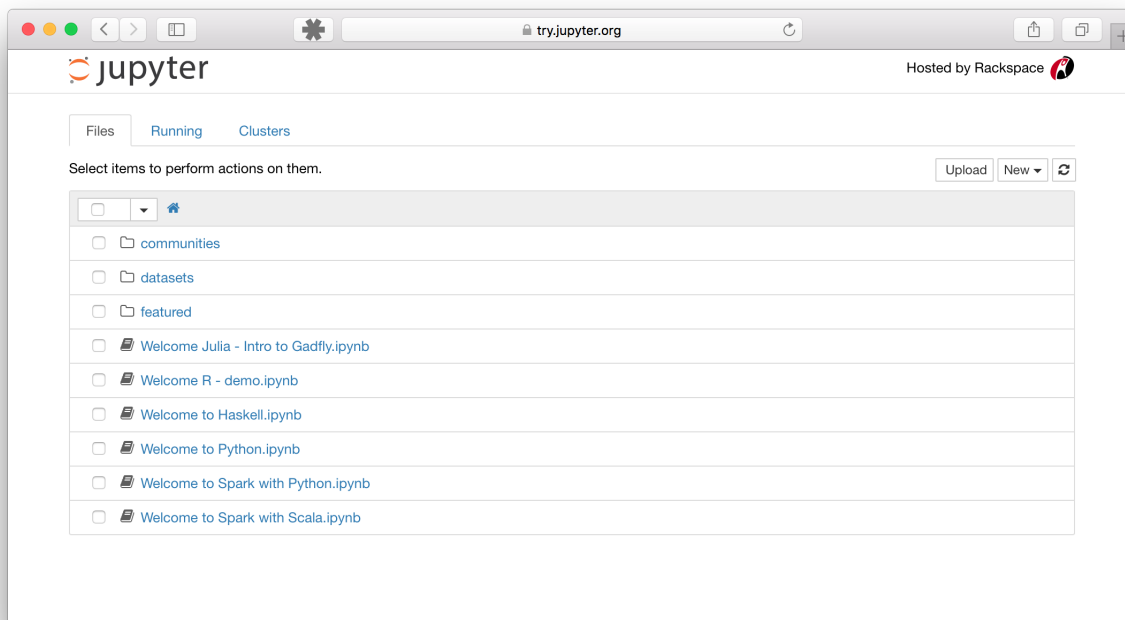 try.jupyter.org
jupyter
Hosted by Rackspace
Files Running Clusters
Select items to perform actions on them.
Upload New
communities
datasets
featured
Welcome Julia - Intro to Gadfly.ipynb
Welcome R - demo.ipynb
Welcome to Haskell.ipynb
Welcome to Python.ipynb
Welcome to Spark with Python.ipynb
Welcome to Spark with Scala.ipynb